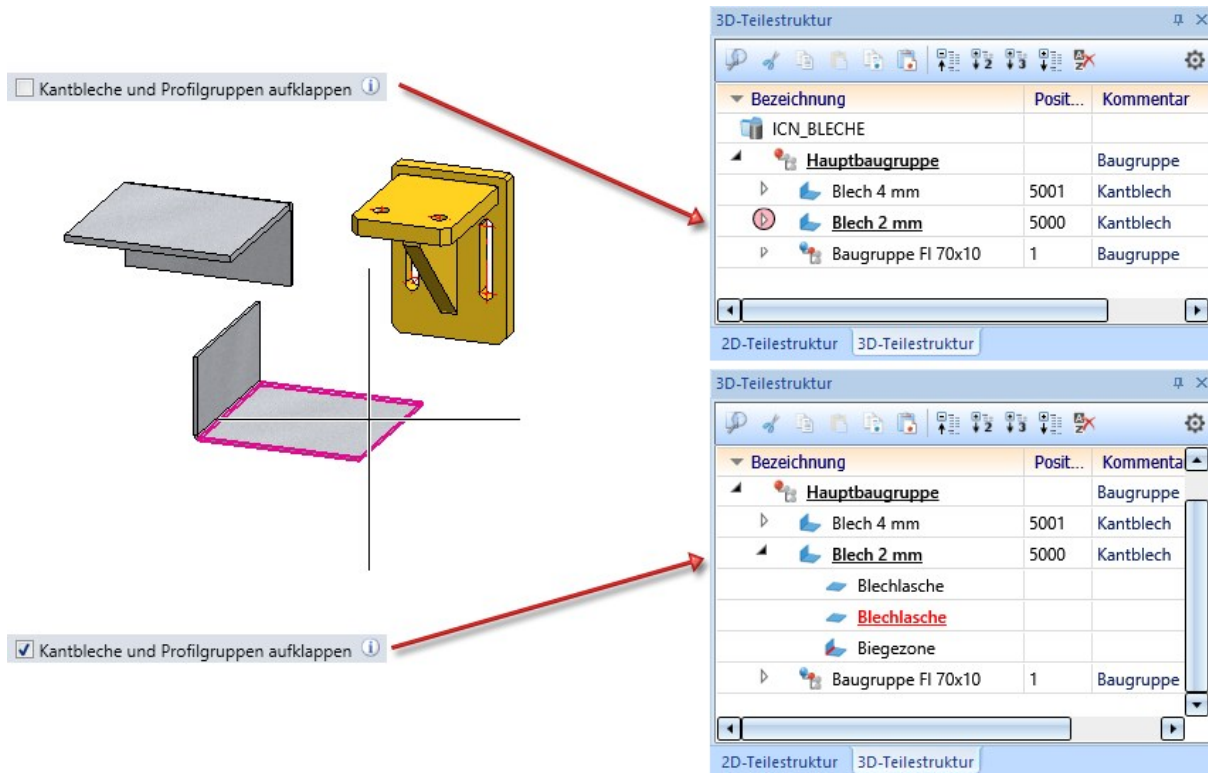 Kantbleche und Profilgruppen aufklappen
3D-Teilestruktur
Bezeichnung Posit... Kommentar
ICN_BLECHE
Hauptbaugruppe Baugruppe
Blech 4 mm 5001 Kantblech
Blech 2 mm 5000 Kantblech
Baugruppe Fl 70x10 1 Baugruppe
2D-Teilestruktur 3D-Teilestruktur
Kantbleche und Profilgruppen aufklappen
3D-Teilestruktur
Bezeichnung Posit... Kommenta
Hauptbaugruppe Baugruppe
Blech 4 mm 5001 Kantblech
Blech 2 mm 5000 Kantblech
Blechlasche
Blechlasche
Biegezone
Baugruppe Fl 70x10 1 Baugruppe
2D-Teilestruktur 3D-Teilestruktur